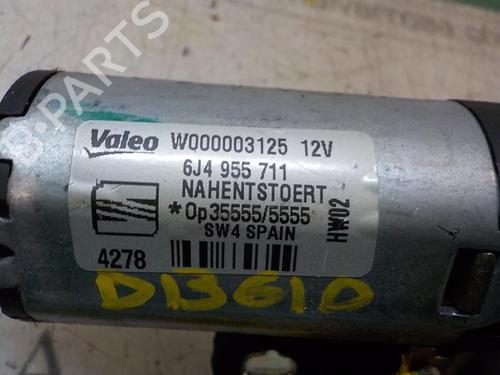 B-PARTS
Valeo W000003125 12V
6J4 955 711
NAHENTSTOERT
*Op35555/5555
SW4 SPAIN
HW02
4278
DB610